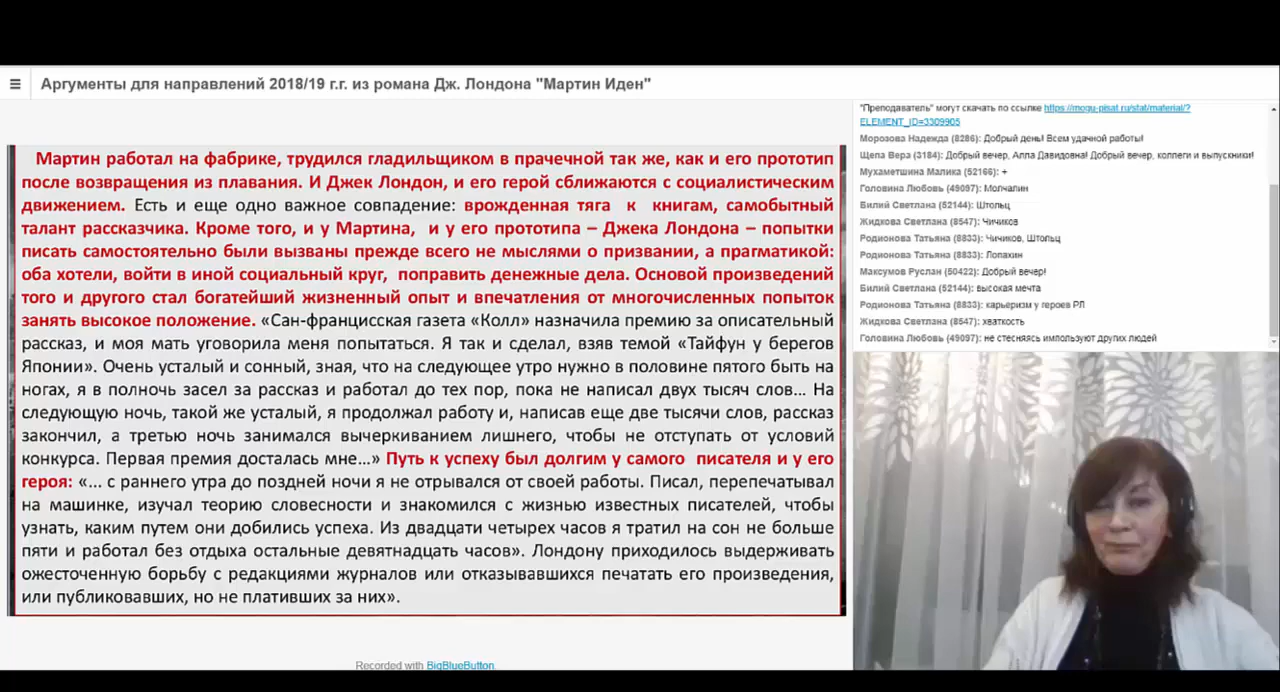 ☰ Аргументы для направлений 2018/19 г.г. из романа Дж. Лондона "Мартин Иден"
Мартин работал на фабрике, трудился гладильщиком в прачечной так же, как и его прототип
после возвращения из плавания. И Джек Лондон, и его герой сближаются с социалистическим
движением. Есть и еще одно важное совпадение: врожденная тяга к книгам, самобытный
талант рассказчика. Кроме того, и у Мартина, и у его прототипа – Джека Лондона – попытки
писать самостоятельно были вызваны прежде всего не мыслями о призвании, а прагматикой:
оба хотели, войти в иной социальный круг, поправить денежные дела. Основой произведений
того и другого стал богатейший жизненный опыт и впечатления от многочисленных попыток
занять высокое положение. «Сан-францисская газета «Колл» назначила премию за описательный
рассказ, и моя мать уговорила меня попытаться. Я так и сделал, взяв темой «Тайфун у берегов
Японии». Очень усталый и сонный, зная, что на следующее утро нужно в половине пятого быть на
ногах, я в полночь засел за рассказ и работал до тех пор, пока не написал двух тысяч слов... На
следующую ночь, такой же усталый, я продолжал работу и, написав еще две тысячи слов, рассказ
закончил, а третью ночь занимался вычеркиванием лишнего, чтобы не отступать от условий
конкурса. Первая премия досталась мне...» Путь к успеху был долгим у самого писателя и у его
героя: «... с раннего утра до поздней ночи я не отрывался от своей работы. Писал, перепечатывал
на машинке, изучал теорию словесности и знакомился с жизнью известных писателей, чтобы
узнать, каким путем они добились успеха. Из двадцати четырех часов я тратил на сон не больше
пяти и работал без отдыха остальные девятнадцать часов». Лондону приходилось выдерживать
ожесточенную борьбу с редакциями журналов или отказывавшихся печатать его произведения,
или публиковавших, но не плативших за них».
Recorded with BigBlueButton.
"Преподаватель" могут скачать по ссылке https://mogu-pisat.ru/stat/material/?
ELEMENT_ID=3309905
Морозова Надежда (8286): Добрый день! Всем удачной работы!
Щепа Вера (3184): Добрый вечер, Алла Давидовна! Добрый вечер, коллеги и выпускники!
Мухаметшина Малика (52166): +
Головина Любовь (49097): Молчалин
Билий Светлана (52144): Штольц
Жидкова Светлана (8547): Чичиков
Родионова Татьяна (8833): Чичиков, Штольц
Родионова Татьяна (8833): Лопахин
Максумов Руслан (50422): Добрый вечер!
Билий Светлана (52144): высокая мечта
Родионова Татьяна (8833): карьеризм у героев РЛ
Жидкова Светлана (8547): хваткость
Головина Любовь (49097): не стесняясь импользуют других людей